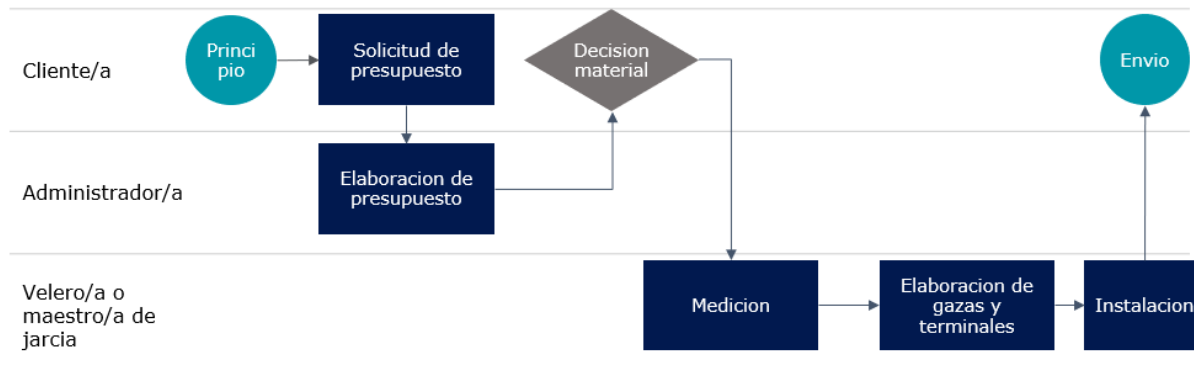 Cliente/a
Princi
pio
Solicitud de
presupuesto
Decision
material
Envio
Administrador/a
Elaboracion de
presupuesto
Velero/a o
maestro/a de
jarcia
Medicion
Elaboracion de
gazas y
terminales
Instalacion